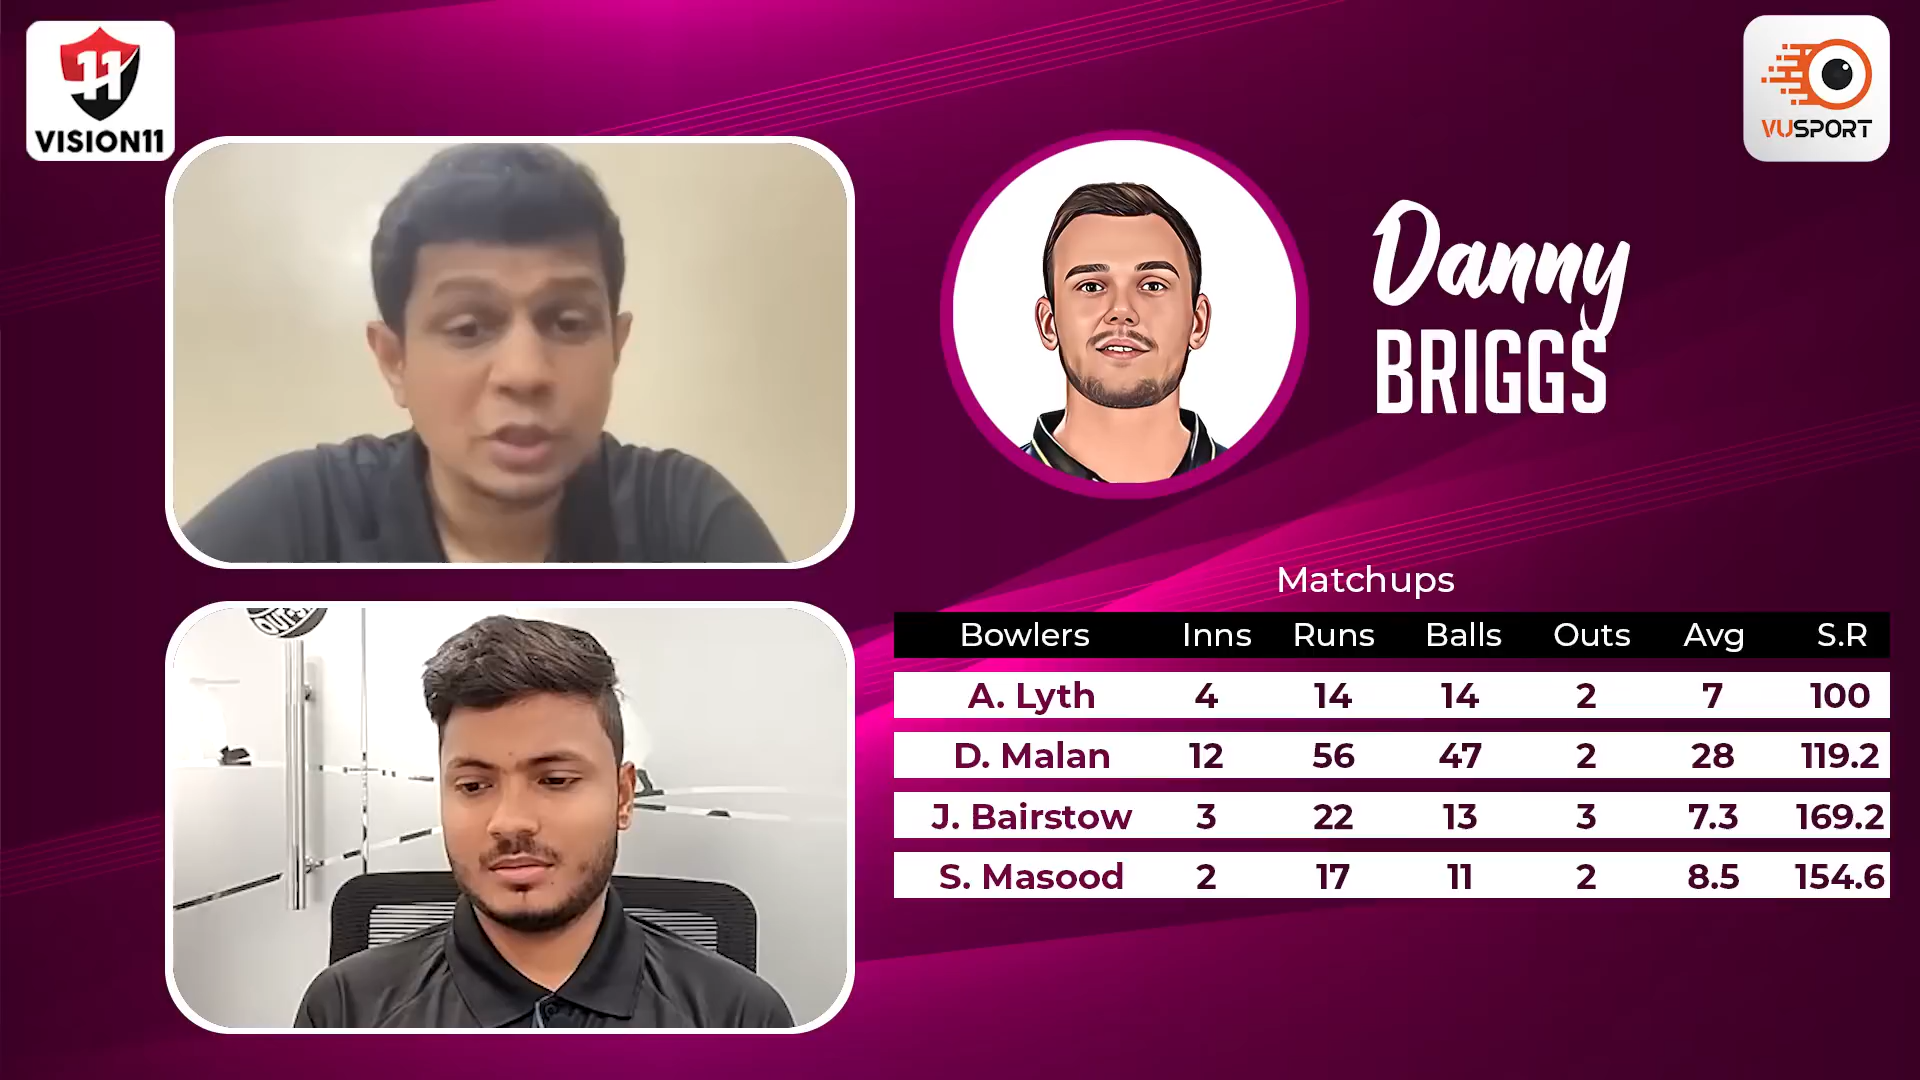 VISION11
VUSPORT
Danny
BRIGGS
OUT-S
Matchups
Bowlers Inns Runs Balls Outs Avg S.R
A. Lyth 4 14 14 2 7 100
D. Malan 12 56 47 2 28 119.2
J. Bairstow 3 22 13 3 7.3 169.2
S. Masood 2 17 11 2 8.5 154.6